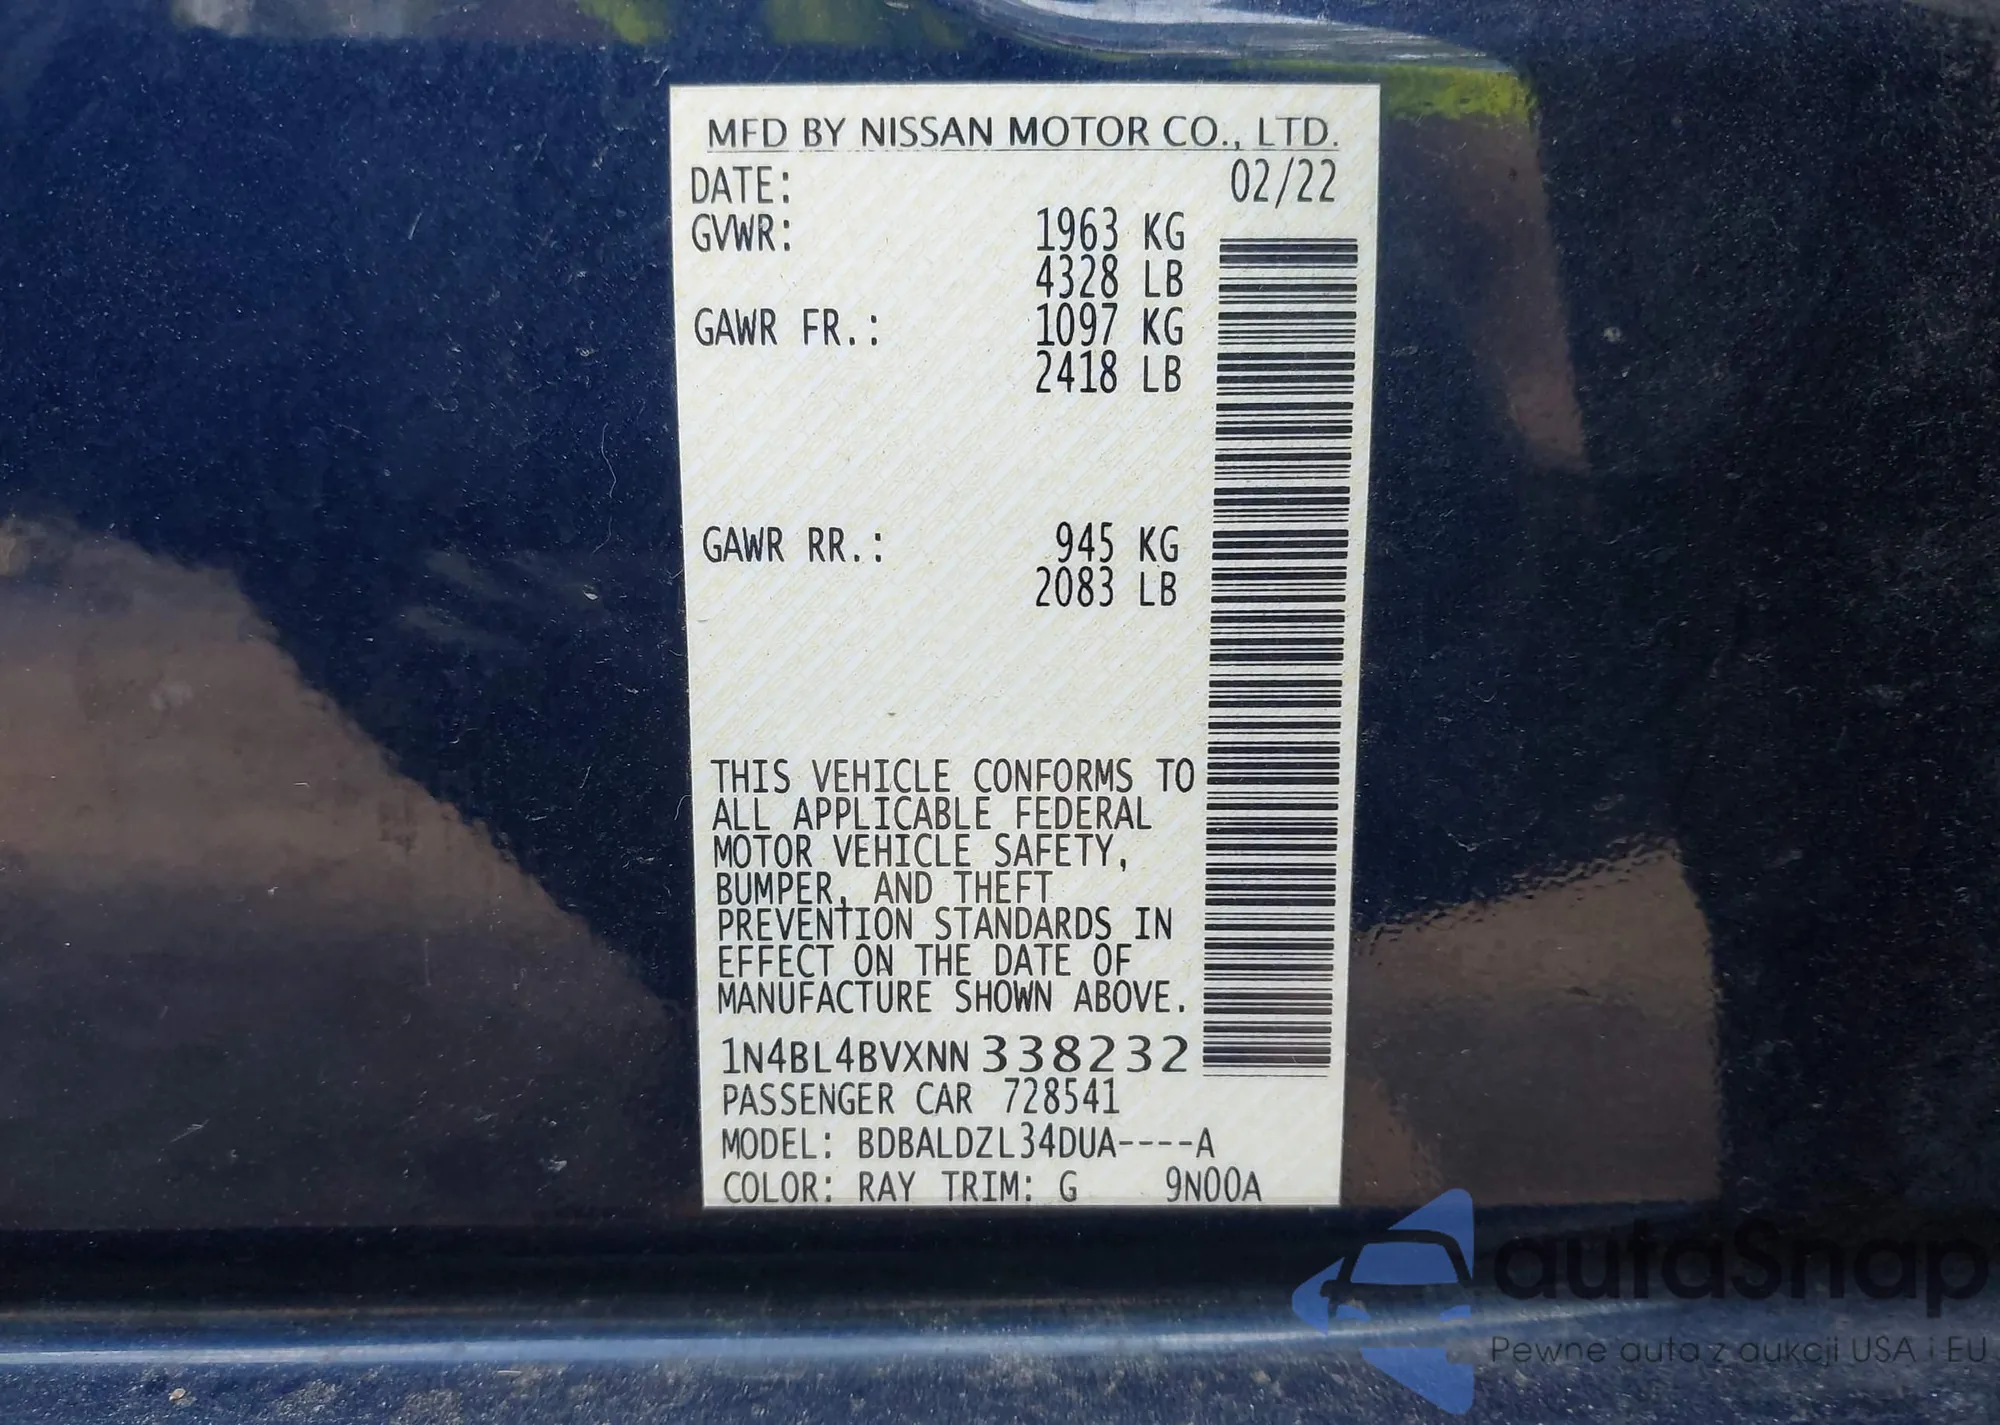 MFD BY NISSAN MOTOR CO., LTD.
DATE: 02/22
GVWR: 1963 KG
4328 LB
GAWR FR.: 1097 KG
2418 LB
GAWR RR.: 945 KG
2083 LB
THIS VEHICLE CONFORMS TO
ALL APPLICABLE FEDERAL
MOTOR VEHICLE SAFETY,
BUMPER, AND THEFT
PREVENTION STANDARDS IN
EFFECT ON THE DATE OF
MANUFACTURE SHOWN ABOVE.
1N4BL4BVXNN338232
PASSENGER CAR 728541
MODEL: BDBALDZL34DUA----A
COLOR: RAY TRIM: G 9N00A
autaSnap
Pewne auta z aukcji USA i EU